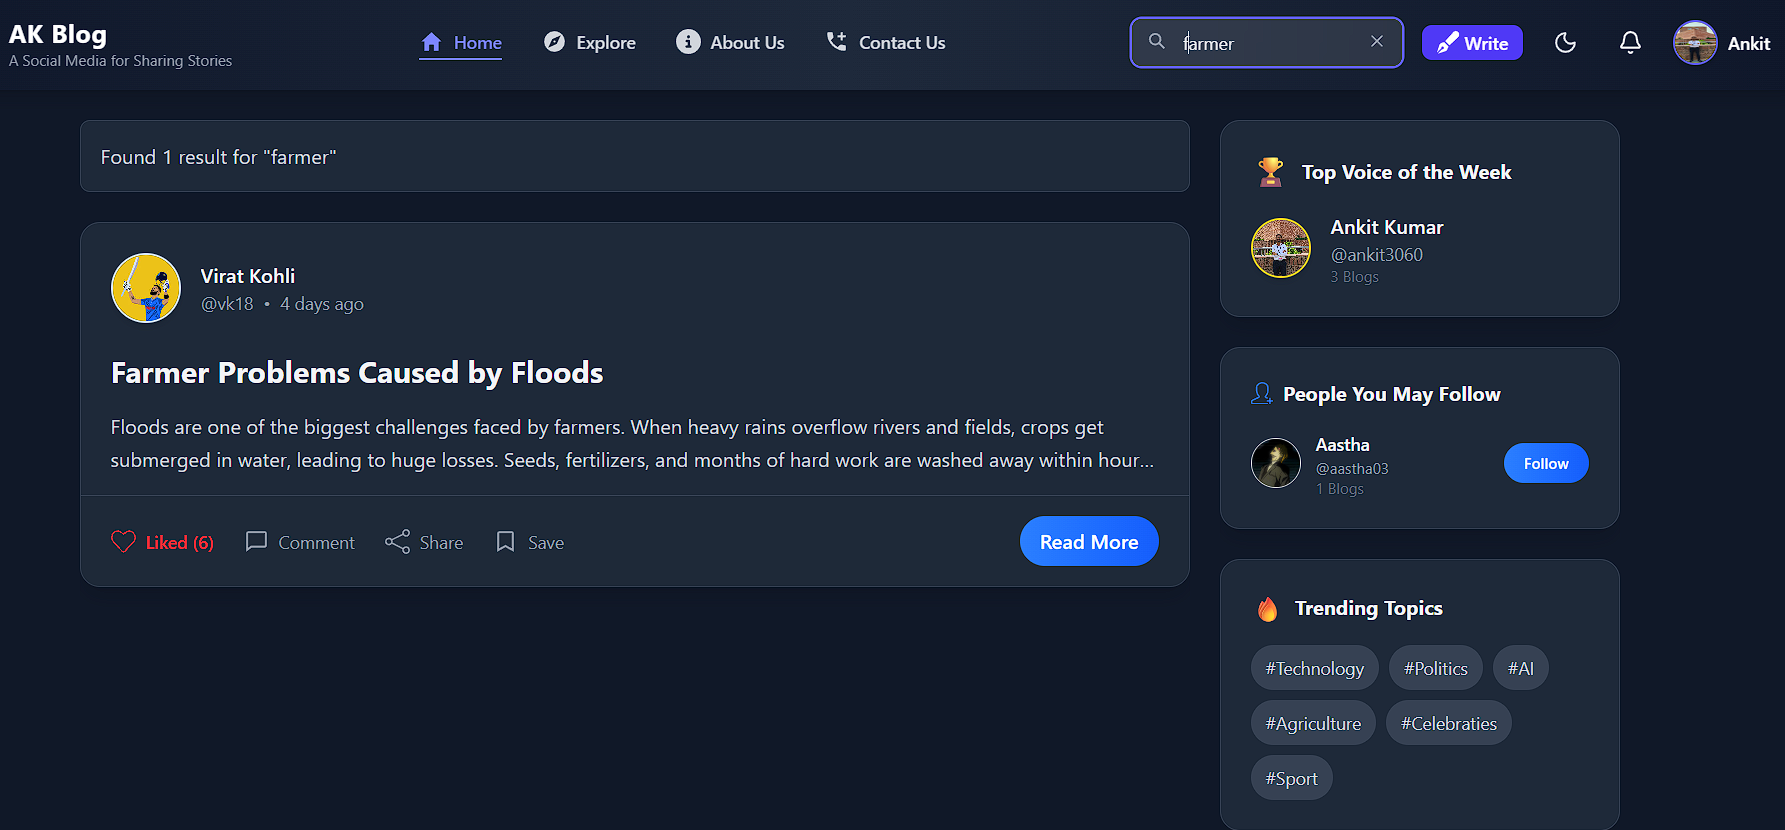 AK Blog
A Social Media for Sharing Stories
Home
Explore
About Us
Contact Us
farmer
Write
Ankit
Found 1 result for "farmer"
Virat Kohli
@vk18 • 4 days ago
Farmer Problems Caused by Floods
Floods are one of the biggest challenges faced by farmers. When heavy rains overflow rivers and fields, crops get
submerged in water, leading to huge losses. Seeds, fertilizers, and months of hard work are washed away within hour...
Liked (6)
Comment
Share
Save
Read More
Top Voice of the Week
Ankit Kumar
@ankit3060
3 Blogs
People You May Follow
Aastha
@aastha03
1 Blogs
Follow
Trending Topics
#Technology
#Politics
#AI
#Agriculture
#Celebraties
#Sport